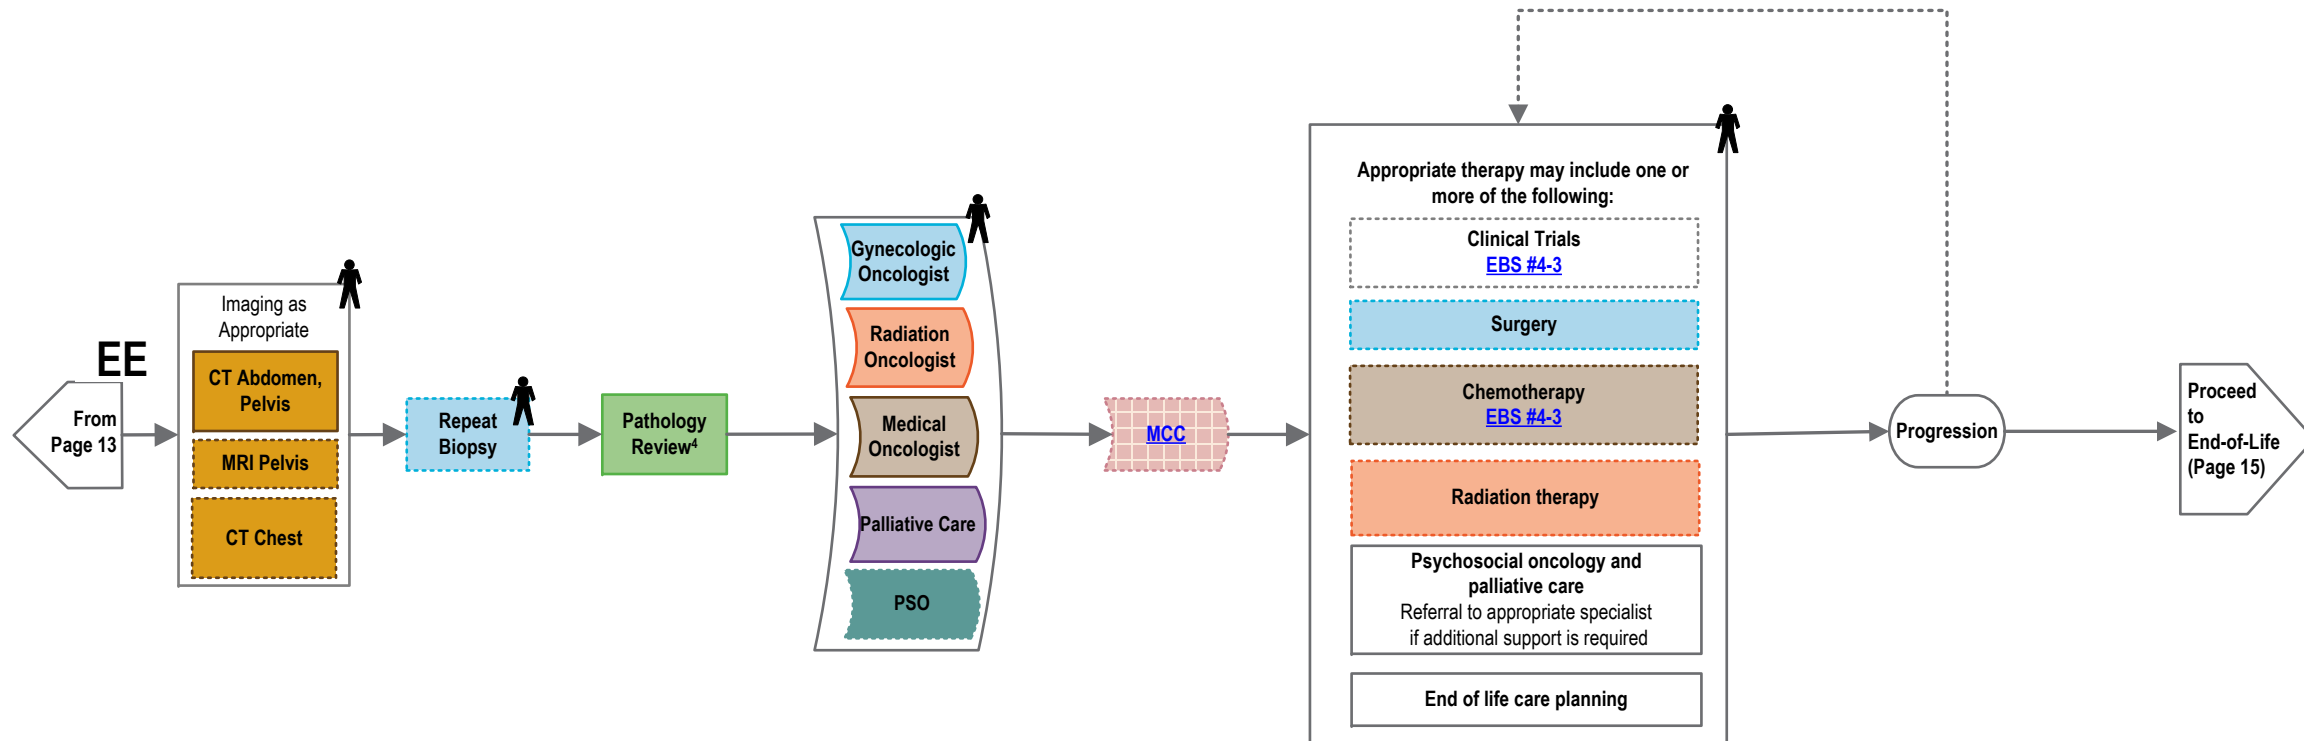 EE
From
Page 13
Imaging as
Appropriate
CT Abdomen,
Pelvis
MRI Pelvis
CT Chest
Repeat
Biopsy
Pathology
Review⁴
Gynecologic
Oncologist
Radiation
Oncologist
Medical
Oncologist
Palliative Care
PSO
MCC
Appropriate therapy may include one or
more of the following:
Clinical Trials
EBS #4-3
Surgery
Chemotherapy
EBS #4-3
Radiation therapy
Psychosocial oncology and
palliative care
Referral to appropriate specialist
if additional support is required
End of life care planning
Progression
Proceed
to
End-of-Life
(Page 15)